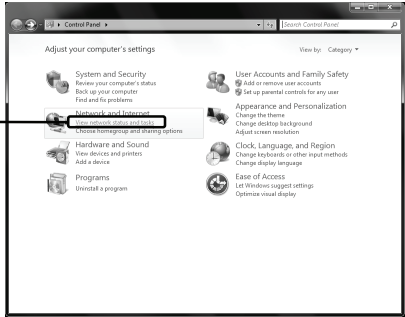 Control Panel
Search Control Panel
Adjust your computer's settings
View by: Category
System and Security
Review your computer's status
Back up your computer
Find and fix problems
Network and Internet
View network status and tasks
Choose homegroup and sharing options
Hardware and Sound
View devices and printers
Add a device
Programs
Uninstall a program
User Accounts and Family Safety
Add or remove user accounts
Set up parental controls for any user
Appearance and Personalization
Change the theme
Change desktop background
Adjust screen resolution
Clock, Language, and Region
Change keyboards or other input methods
Change display language
Ease of Access
Let Windows suggest settings
Optimize visual display